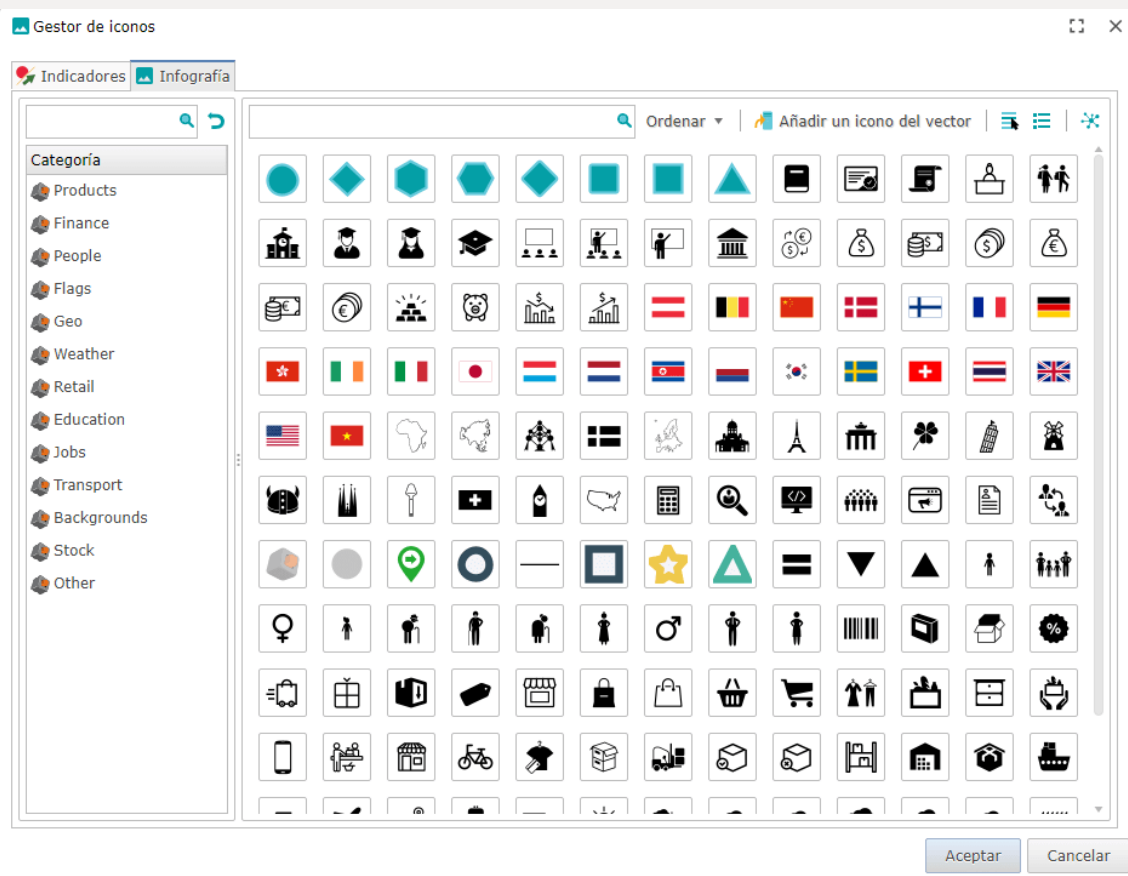 Gestor de iconos
Indicadores
Infografía
Ordenar
Añadir un icono del vector
Categoría
Products
Finance
People
Flags
Geo
Weather
Retail
Education
Jobs
Transport
Backgrounds
Stock
Other
Aceptar
Cancelar